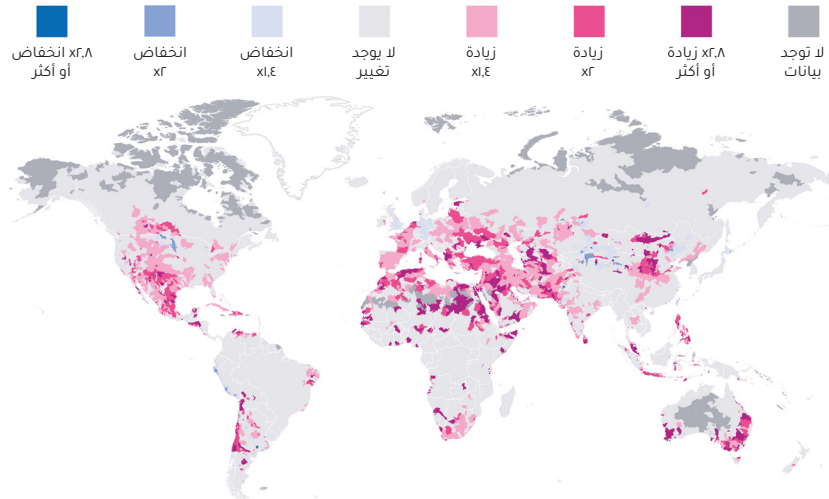 لا توجد
بيانات
x٢,٨ زيادة
أو أكثر
زيادة
x٢
زيادة
x١,٤
لا يوجد
تغيير
انخفاض
x١,٤
انخفاض
x٢
x٢,٨ انخفاض
أو أكثر